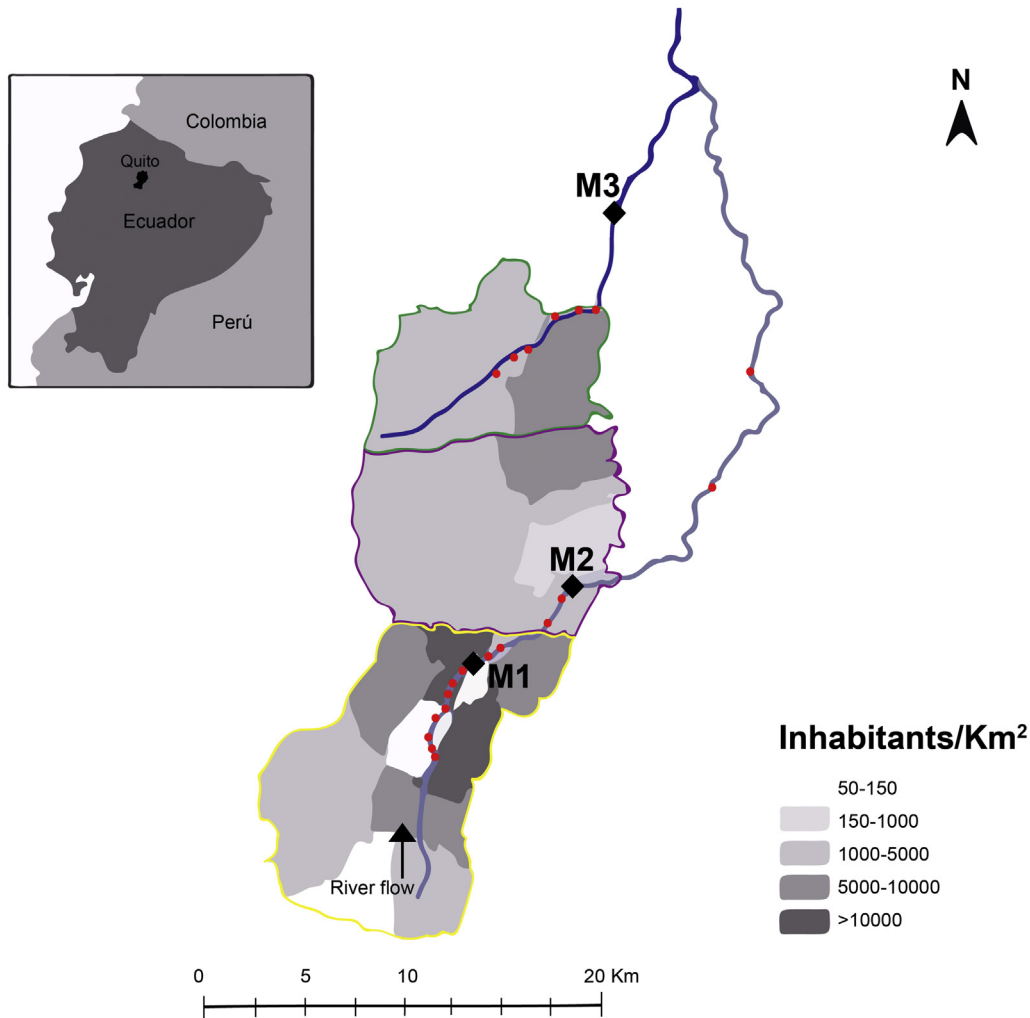 N
Colombia
Quito
Ecuador
Perú
M3
M2
M1
River flow
Inhabitants/Km²
50-150
150-1000
1000-5000
5000-10000
>10000
0 5 10 20 Km